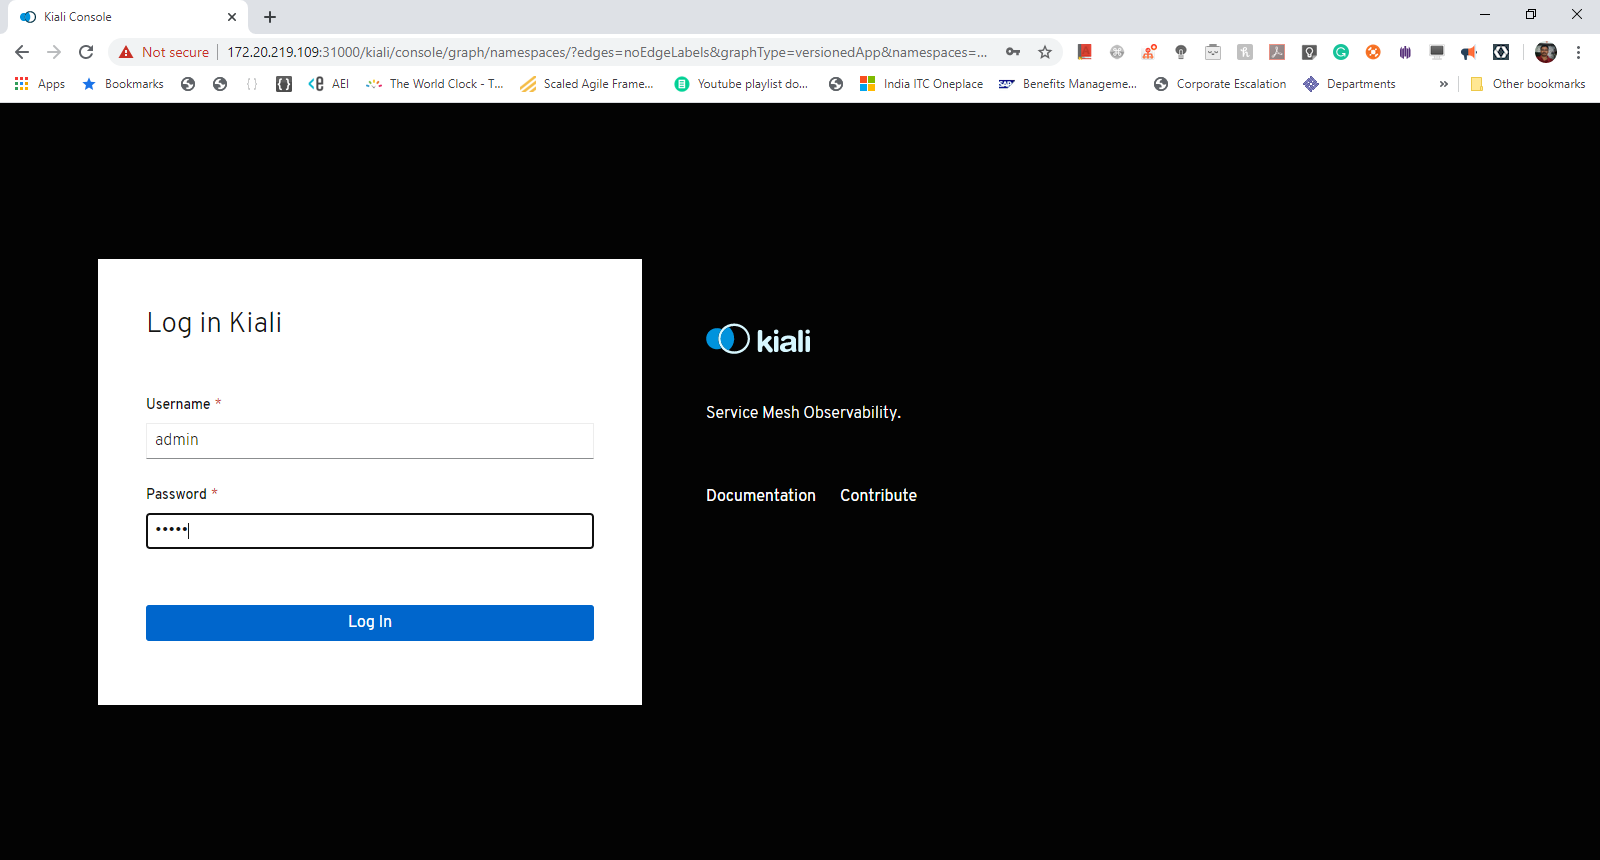 Kiali Console
Not secure 172.20.219.109:31000/kiali/console/graph/namespaces/?edges=noEdgeLabels&graphType=versionedApp&namespaces=...
Apps Bookmarks AEI The World Clock - T... Scaled Agile Frame... Youtube playlist do... India ITC Oneplace Benefits Manageme... Corporate Escalation Departments » Other bookmarks
Log in Kiali
Username *
admin
Password *
•••••
Log In
kiali
Service Mesh Observability.
Documentation Contribute